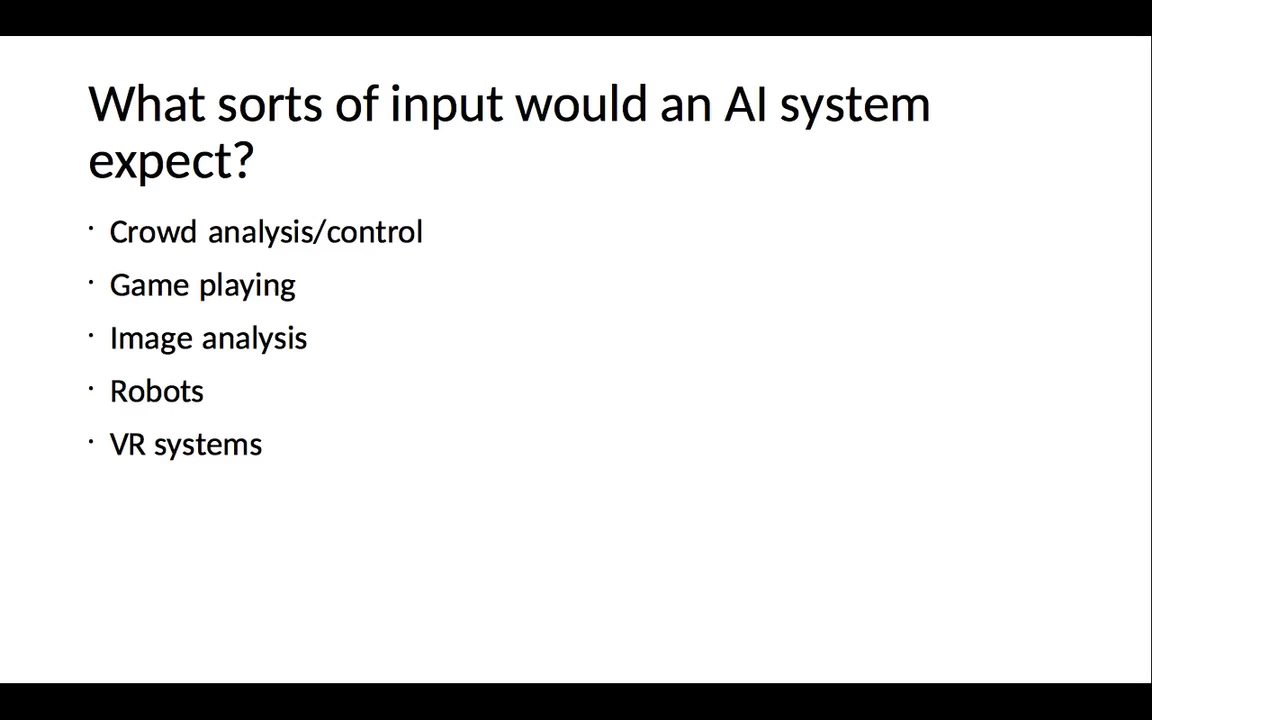 What sorts of input would an AI system
expect?
· Crowd analysis/control
· Game playing
· Image analysis
· Robots
· VR systems